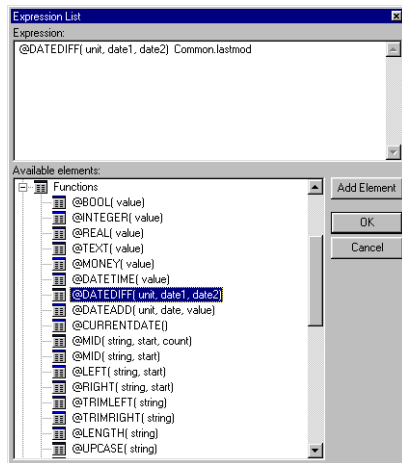 Expression List
Expression:
@DATEDIFF( unit, date1, date2)  Common.lastmod
Available elements:
Functions
@BOOL( value)
@INTEGER( value)
@REAL( value)
@TEXT( value)
@MONEY( value)
@DATETIME( value)
@DATEDIFF( unit, date1, date2)
@DATEADD( unit, date, value)
@CURRENTDATE()
@MID( string, start, count)
@MID( string, start)
@LEFT( string, start)
@RIGHT( string, start)
@TRIMLEFT( string)
@TRIMRIGHT( string)
@LENGTH( string)
@UPCASE( string)
Add Element
OK
Cancel